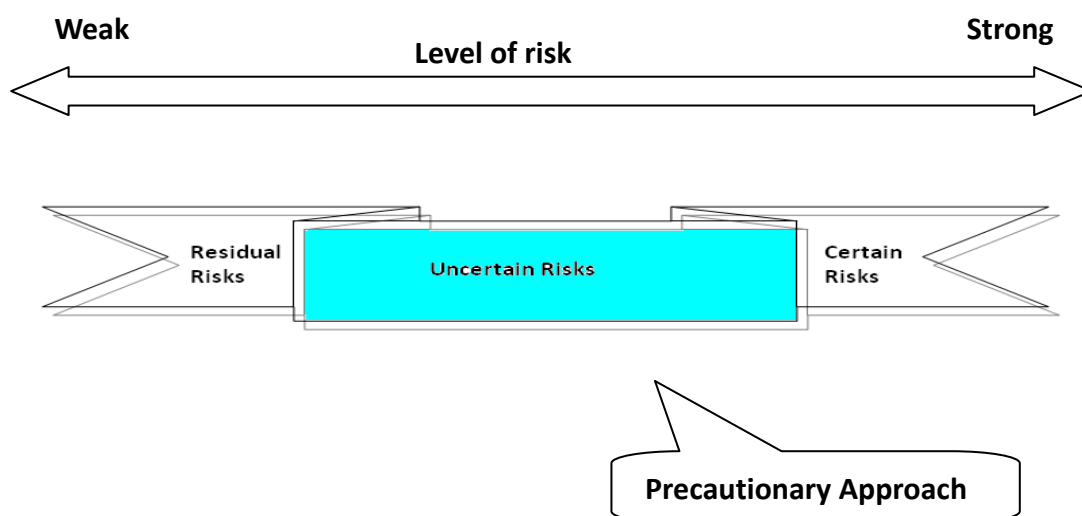 Weak
Strong
Level of risk
Residual
Risks
Uncertain Risks
Certain
Risks
Precautionary Approach